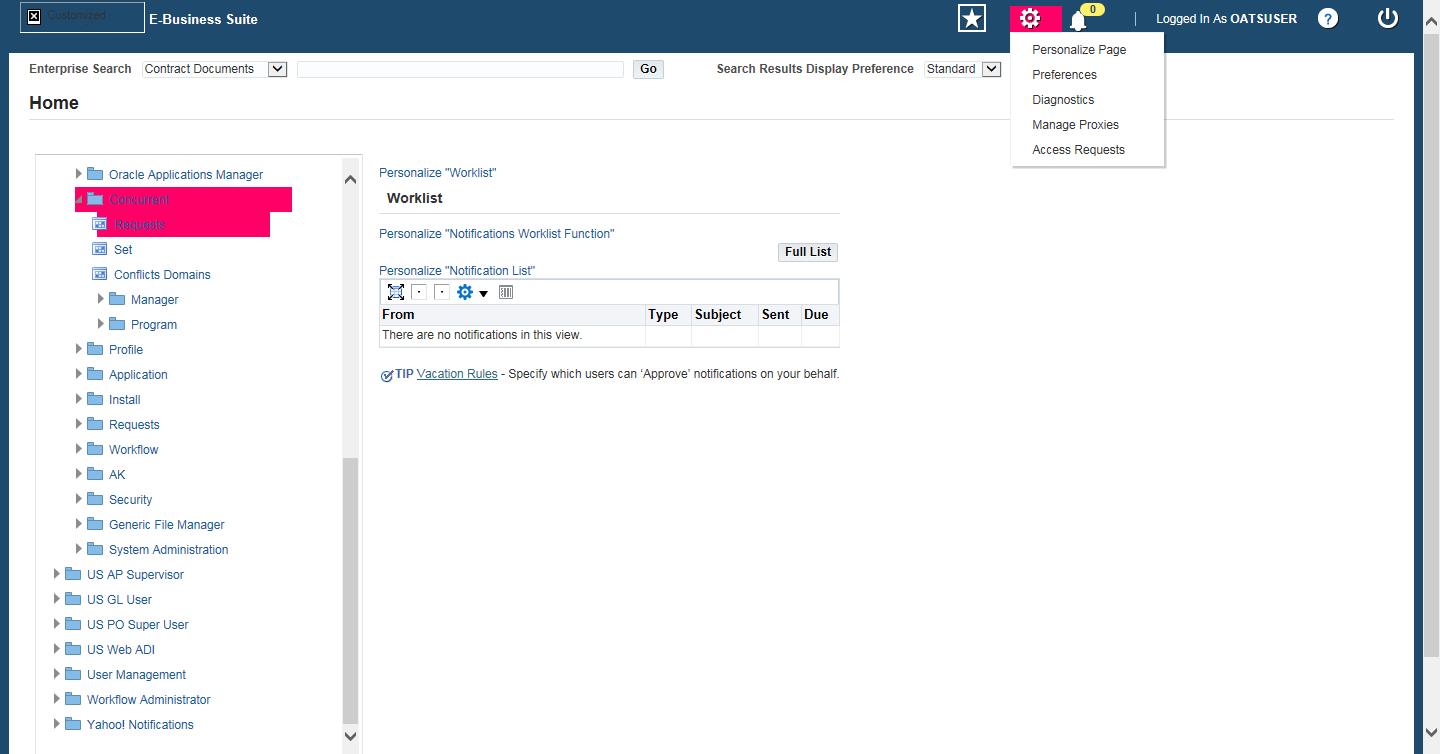 Customized
E-Business Suite
0
Logged In As OATSUSER
?
Personalize Page
Preferences
Diagnostics
Manage Proxies
Access Requests
Enterprise Search Contract Documents Go Search Results Display Preference Standard
Home
Oracle Applications Manager
Concurrent
Requests
Set
Conflicts Domains
Manager
Program
Profile
Application
Install
Requests
Workflow
AK
Security
Generic File Manager
System Administration
US AP Supervisor
US GL User
US PO Super User
US Web ADI
User Management
Workflow Administrator
Yahoo! Notifications
Personalize "Worklist"
Worklist
Personalize "Notifications Worklist Function"
Full List
Personalize "Notification List"
From Type Subject Sent Due
There are no notifications in this view.
TIP Vacation Rules - Specify which users can ‘Approve’ notifications on your behalf.